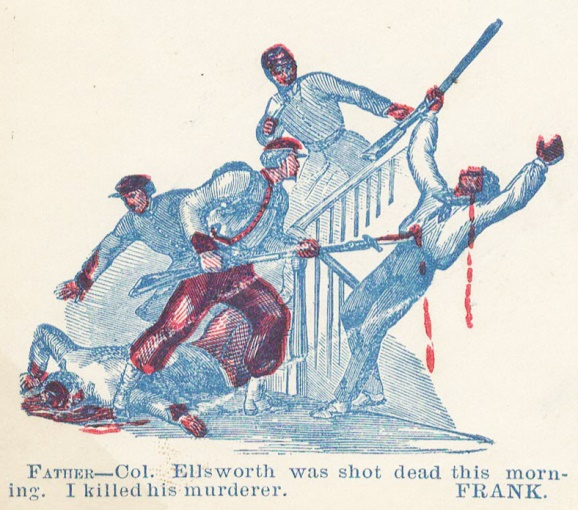 FATHER—Col. Ellsworth was shot dead this morn-
ing. I killed his murderer. FRANK.